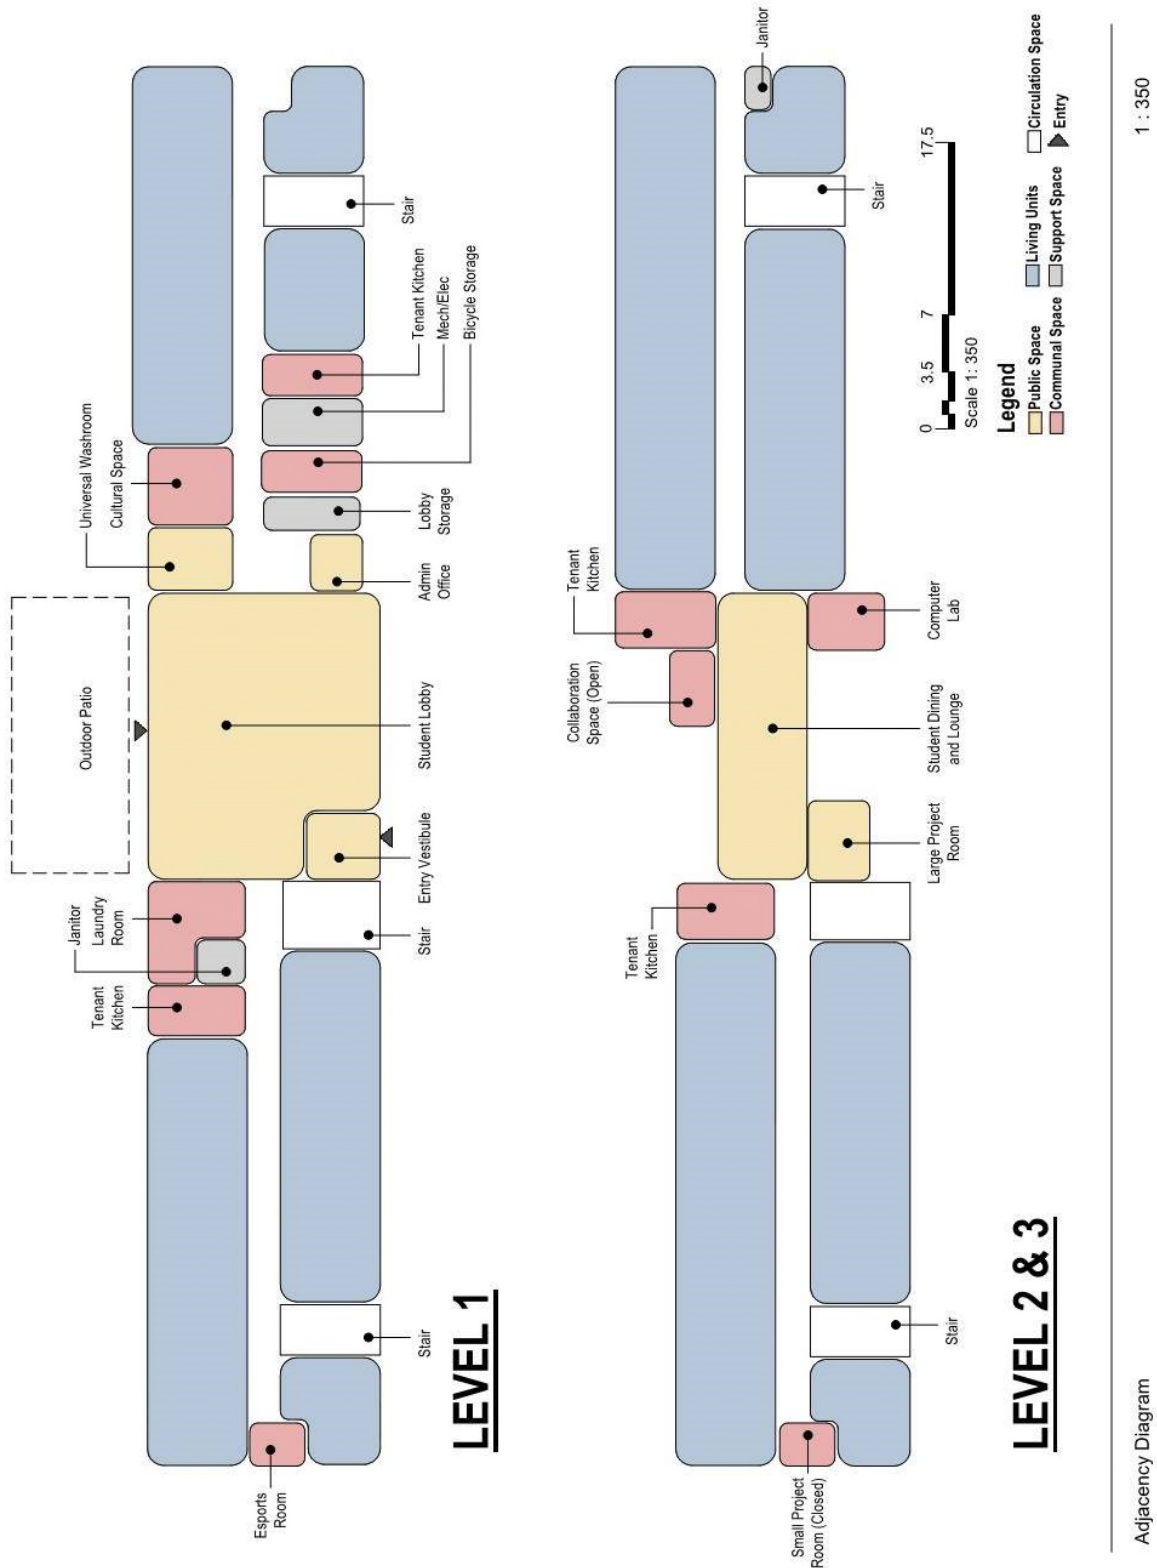 Outdoor Patio
Esports
Room
Tenant
Kitchen
Janitor
Laundry
Room
Universal Washroom
Cultural Space
Stair
Stair
Entry Vestibule
Student Lobby
Admin
Office
Lobby
Storage
Bicycle Storage
Mech/Elec
Tenant Kitchen
Stair
LEVEL 1
Small Project
Room (Closed)
Tenant
Kitchen
Collaboration
Space (Open)
Tenant
Kitchen
Janitor
Stair
Large Project
Room
Student Dining
and Lounge
Computer
Lab
Stair
LEVEL 2 & 3
0 3.5 7 17.5
Scale 1: 350
Legend
Public Space
Living Units
Circulation Space
Communal Space
Support Space
Entry
Adjacency Diagram
1 : 350